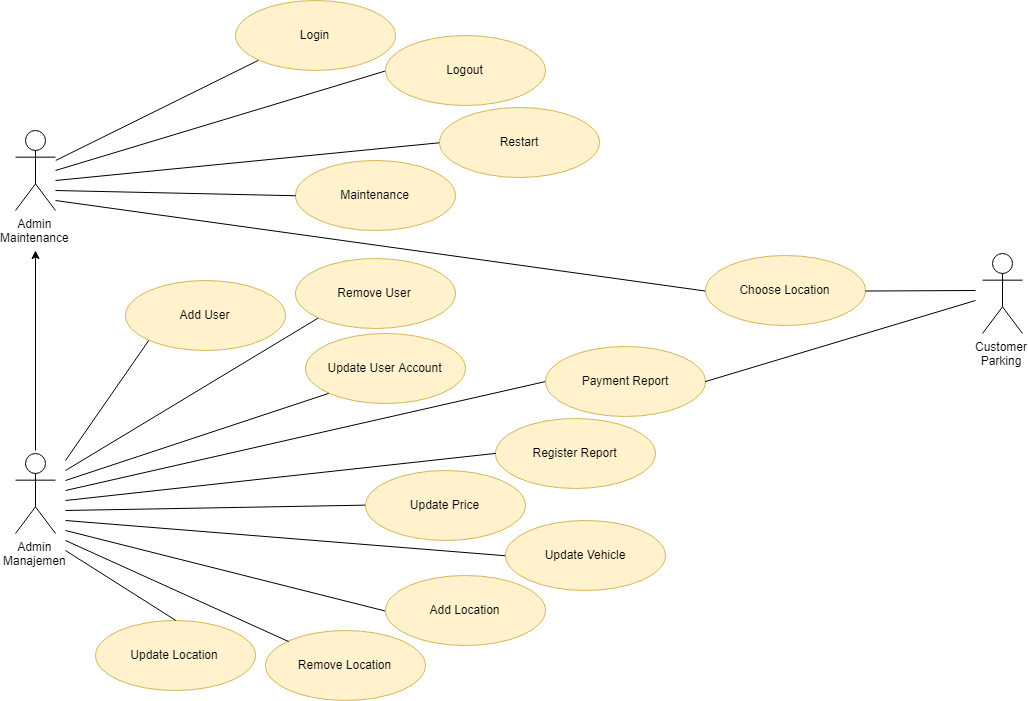 Login
Logout
Restart
Maintenance
Admin
Maintenance
Choose Location
Remove User
Add User
Customer
Parking
Update User Account
Payment Report
Register Report
Update Price
Admin
Manajemen
Update Vehicle
Add Location
Update Location
Remove Location